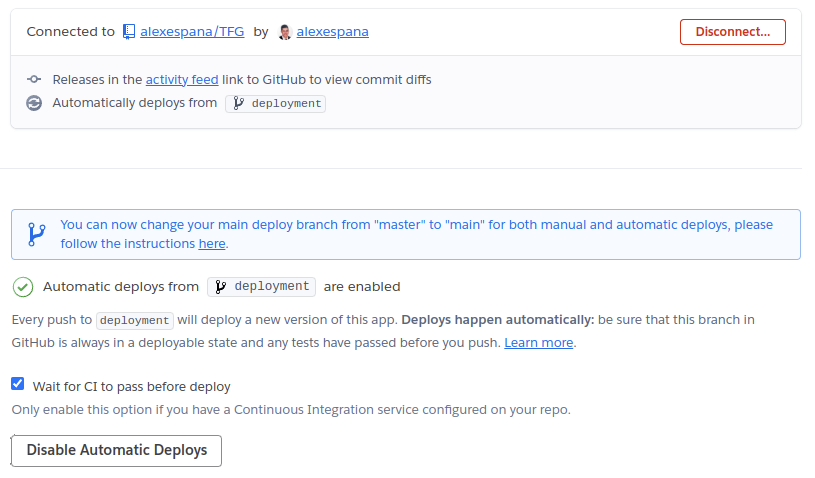 Connected to alexespana/TFG by alexespana Disconnect...
Releases in the activity feed link to GitHub to view commit diffs
Automatically deploys from deployment
You can now change your main deploy branch from "master" to "main" for both manual and automatic deploys, please
follow the instructions here.
Automatic deploys from deployment are enabled
Every push to deployment will deploy a new version of this app. Deploys happen automatically: be sure that this branch in
GitHub is always in a deployable state and any tests have passed before you push. Learn more.
Wait for CI to pass before deploy
Only enable this option if you have a Continuous Integration service configured on your repo.
Disable Automatic Deploys